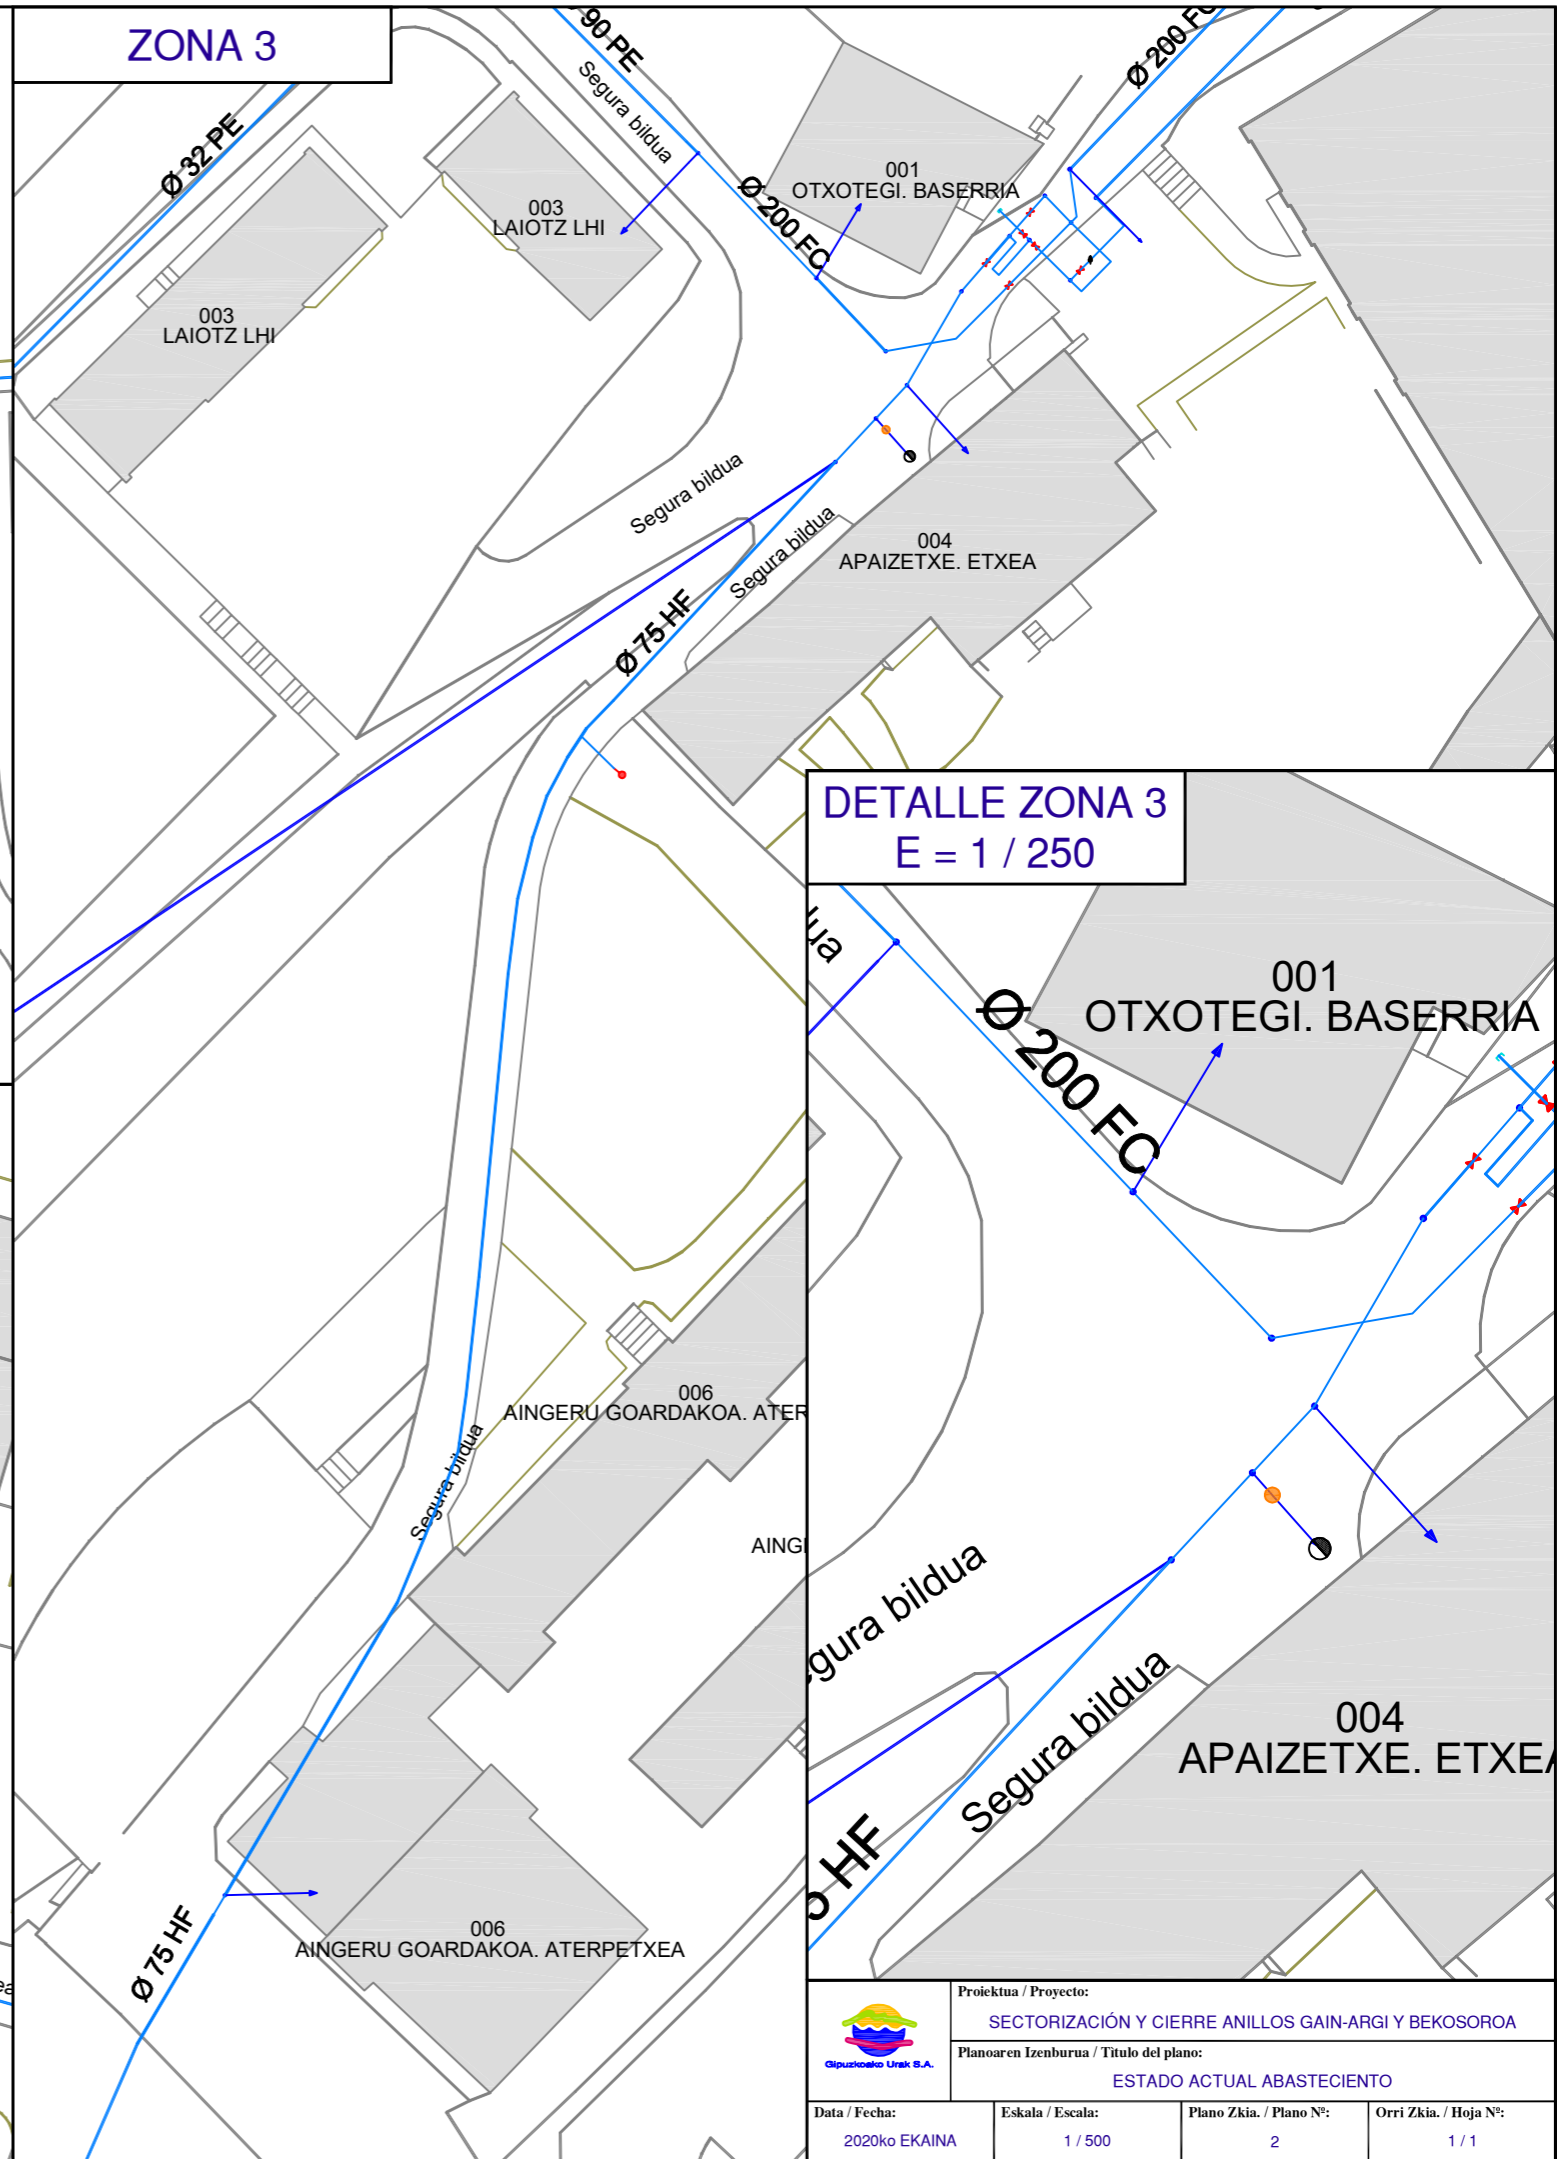 ZONA 3
Ø 90 PE
Ø 200 FC
Segura bildua
Ø 32 PE
003
LAIOTZ LHI
001
OTXOTEGI. BASERRIA
Ø 200 FC
003
LAIOTZ LHI
Segura bildua
Segura bildua
004
APAIZETXE. ETXEA
Ø 75 HF
DETALLE ZONA 3
E = 1 / 250
lua
001
OTXOTEGI. BASERRIA
Ø 200 FC
006
AINGERU GOARDAKOA. ATER
Segura bildua
AINGE
gura bildua
Segura bildua
004
APAIZETXE. ETXEA
5 HF
006
AINGERU GOARDAKOA. ATERPETXEA
Ø 75 HF
Gipuzkoako Urak S.A.
Proiektua / Proyecto:
SECTORIZACIÓN Y CIERRE ANILLOS GAIN-ARGI Y BEKOSOROA
Planoaren Izenburua / Titulo del plano:
ESTADO ACTUAL ABASTECIENTO
Data / Fecha:
2020ko EKAINA
Eskala / Escala:
1 / 500
Plano Zkia. / Plano Nº:
2
Orri Zkia. / Hoja Nº:
1 / 1